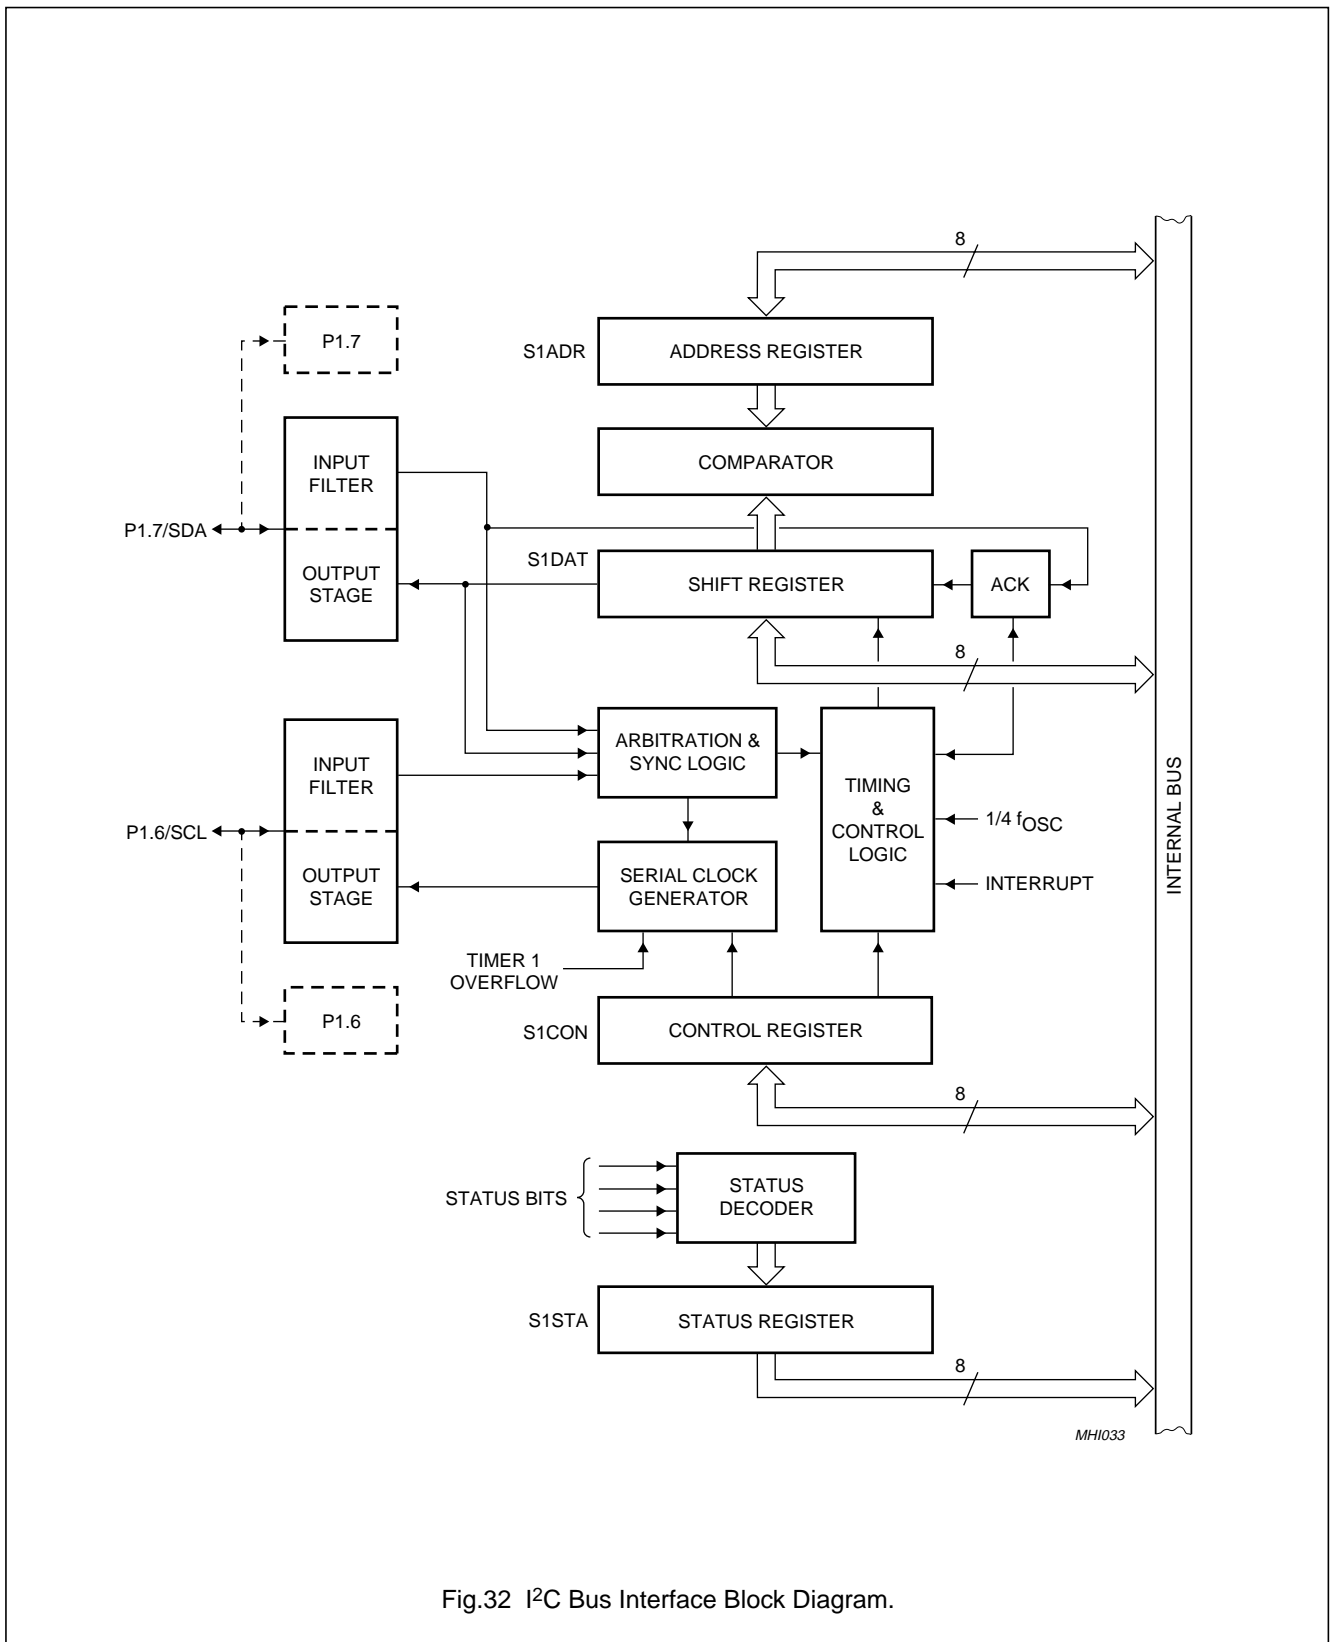 8
P1.7
S1ADR
ADDRESS REGISTER
INPUT
FILTER
COMPARATOR
P1.7/SDA
OUTPUT
STAGE
S1DAT
SHIFT REGISTER
ACK
8
INPUT
FILTER
ARBITRATION &
SYNC LOGIC
TIMING
&
CONTROL
LOGIC
1/4 fOSC
INTERRUPT
INTERNAL BUS
P1.6/SCL
OUTPUT
STAGE
SERIAL CLOCK
GENERATOR
TIMER 1
OVERFLOW
P1.6
S1CON
CONTROL REGISTER
8
STATUS BITS
STATUS
DECODER
S1STA
STATUS REGISTER
8
MHI033
Fig.32 I²C Bus Interface Block Diagram.